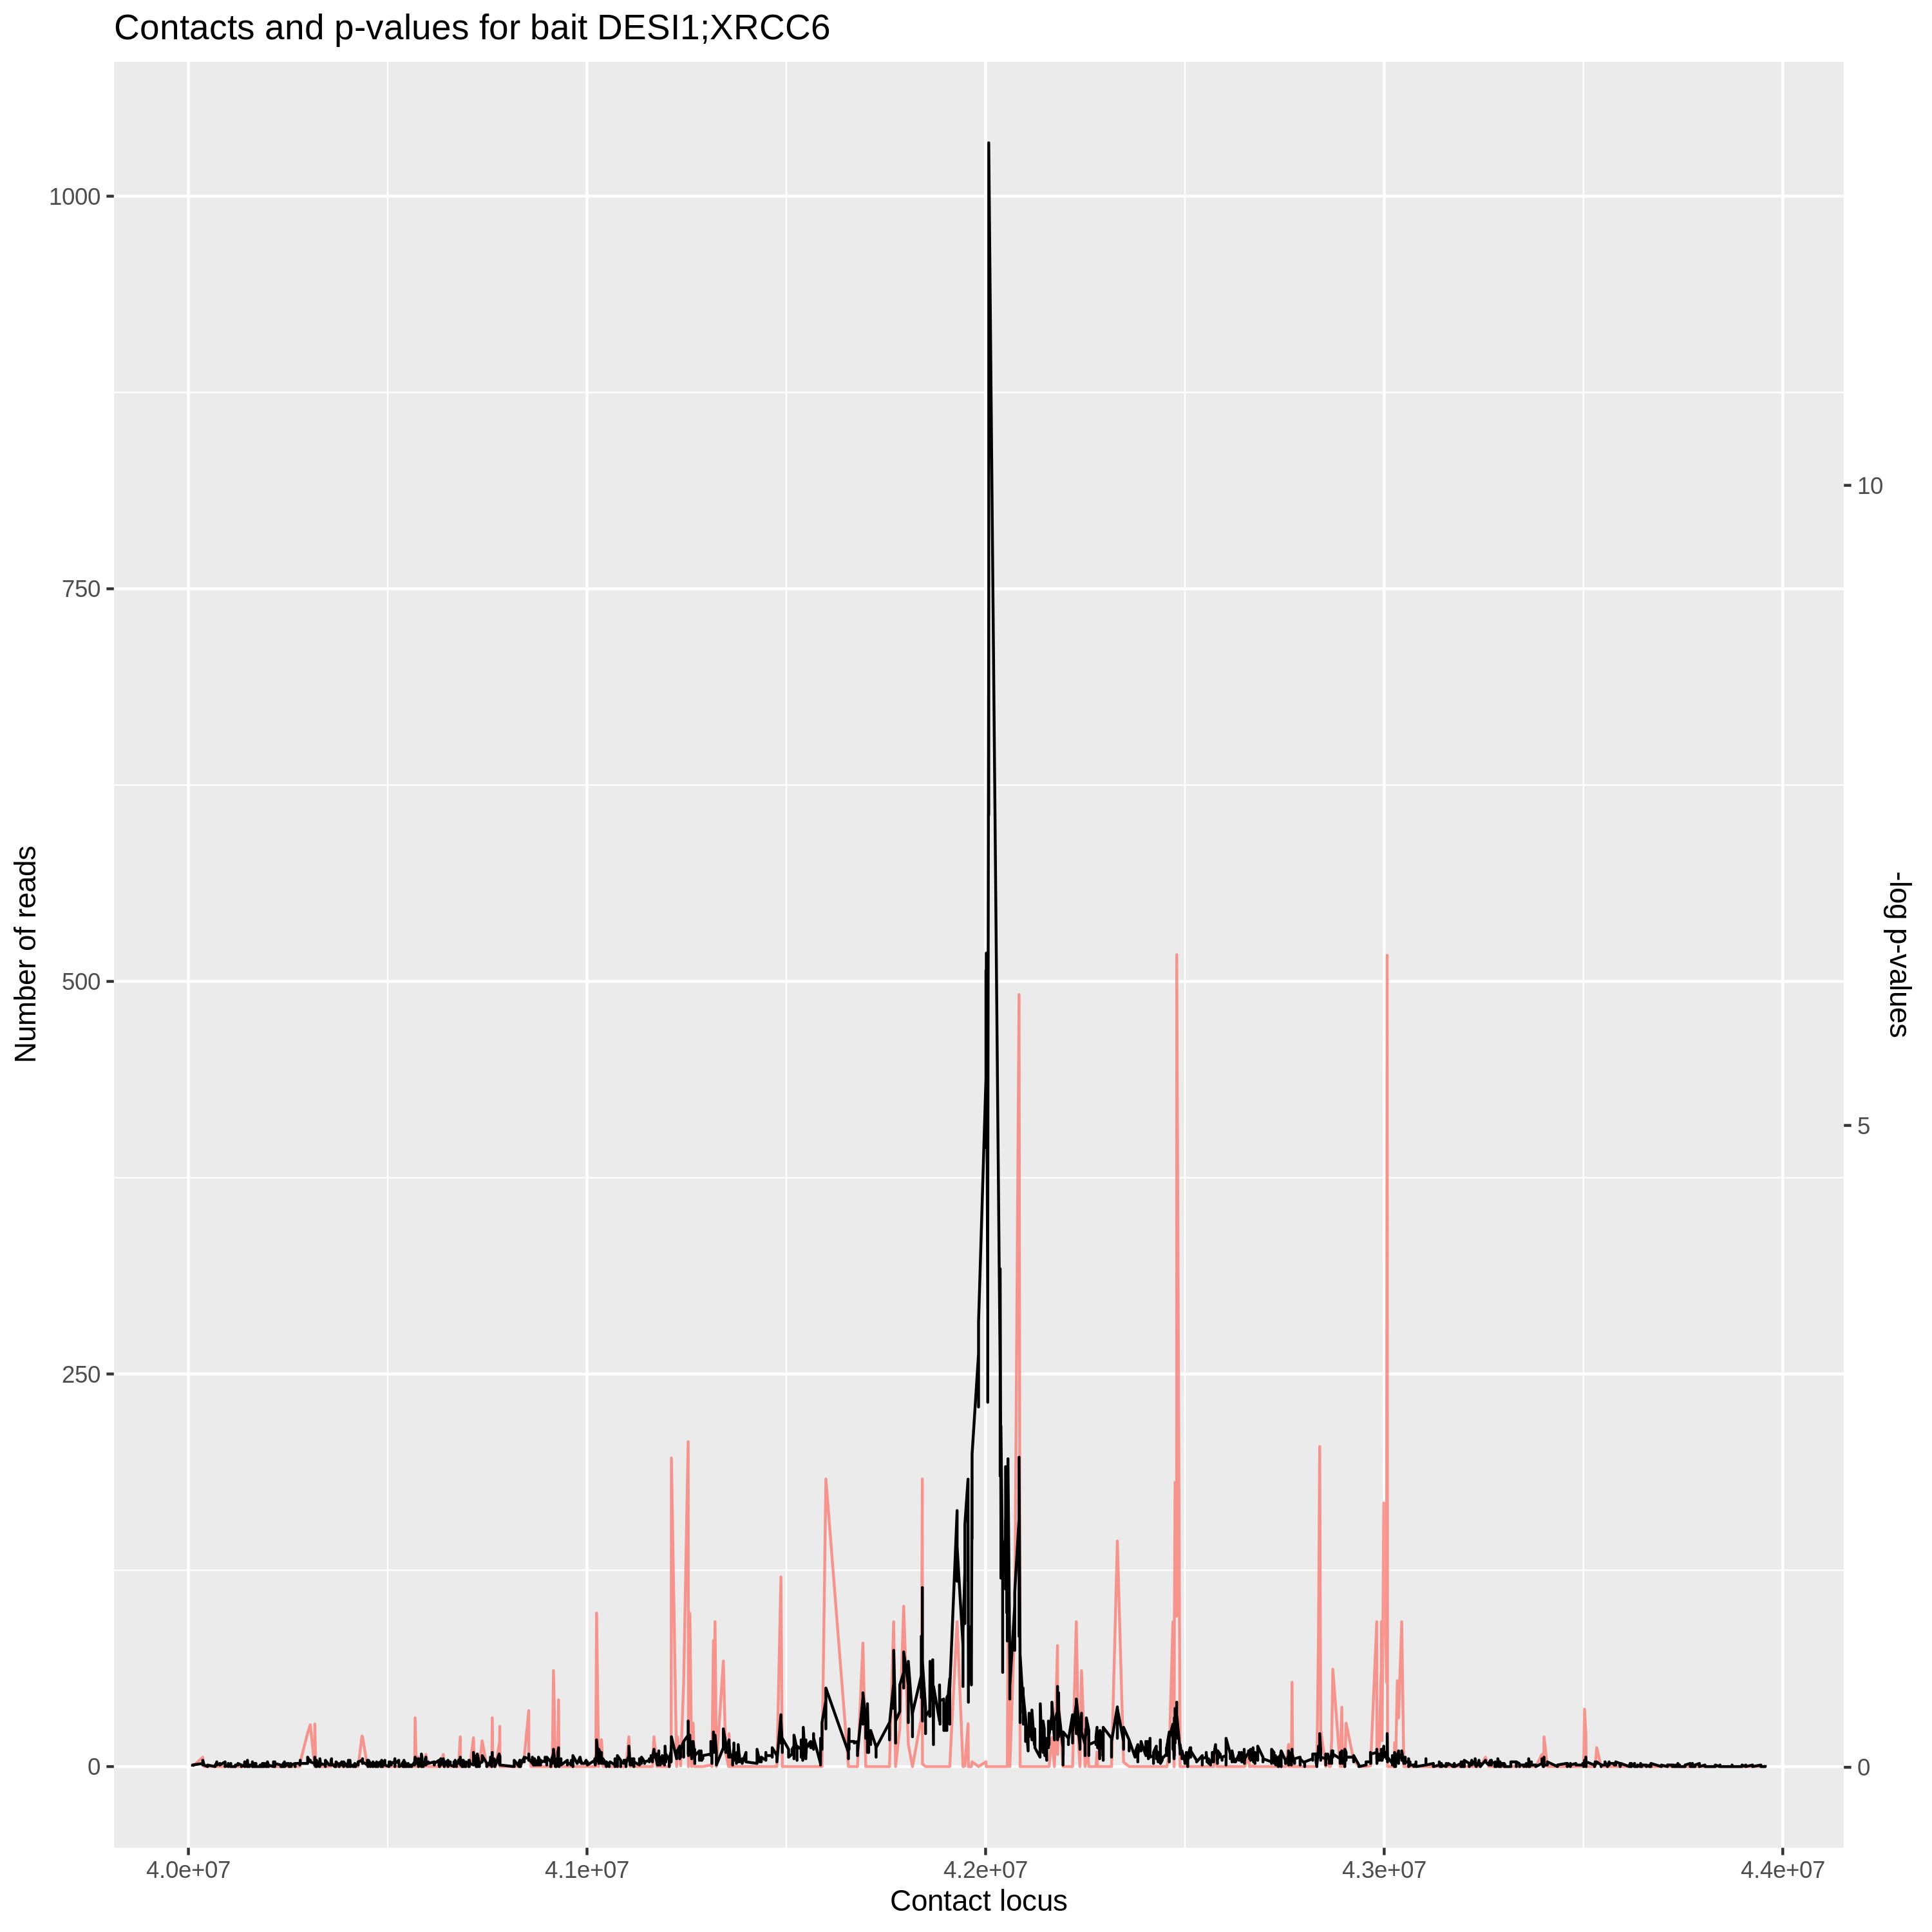 Contacts and p-values for bait DESI1;XRCC6
Number of reads
1000
750
500
250
0
10
5
0
-log p-values
4.0e+07
4.1e+07
4.2e+07
4.3e+07
4.4e+07
Contact locus